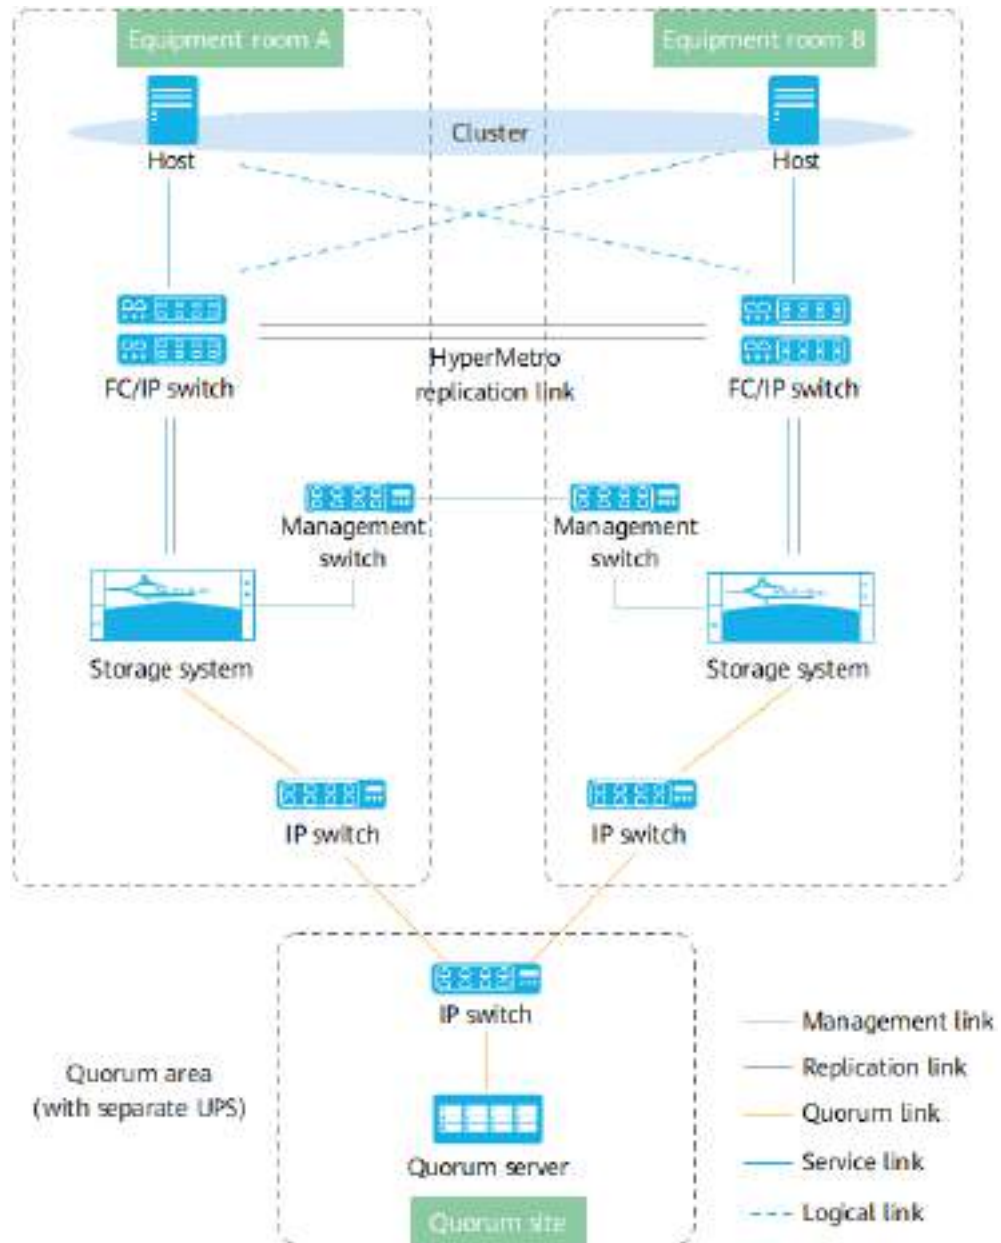 Equipment room A
Equipment room B
Cluster
Host
Host
HyperMetro
replication link
FC/IP switch
FC/IP switch
Management
switch
Management
switch
Storage system
Storage system
IP switch
IP switch
IP switch
Quorum area
(with separate UPS)
Quorum server
Quorum site
Management link
Replication link
Quorum link
Service link
Logical link